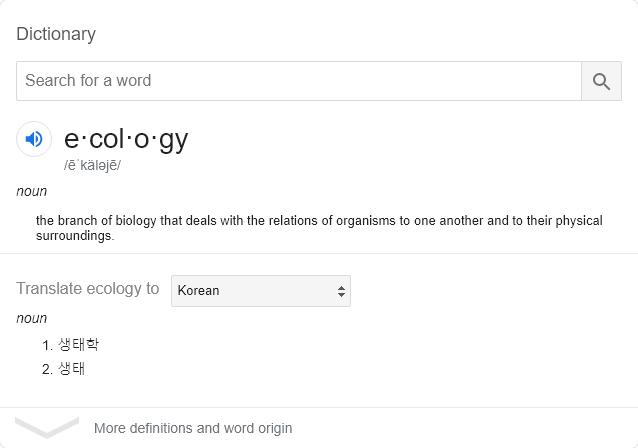 Dictionary
Search for a word
e·col·o·gy
/ēˈkäləjē/
noun
the branch of biology that deals with the relations of organisms to one another and to their physical
surroundings.
Translate ecology to Korean
noun
1. 생태학
2. 생태
More definitions and word origin